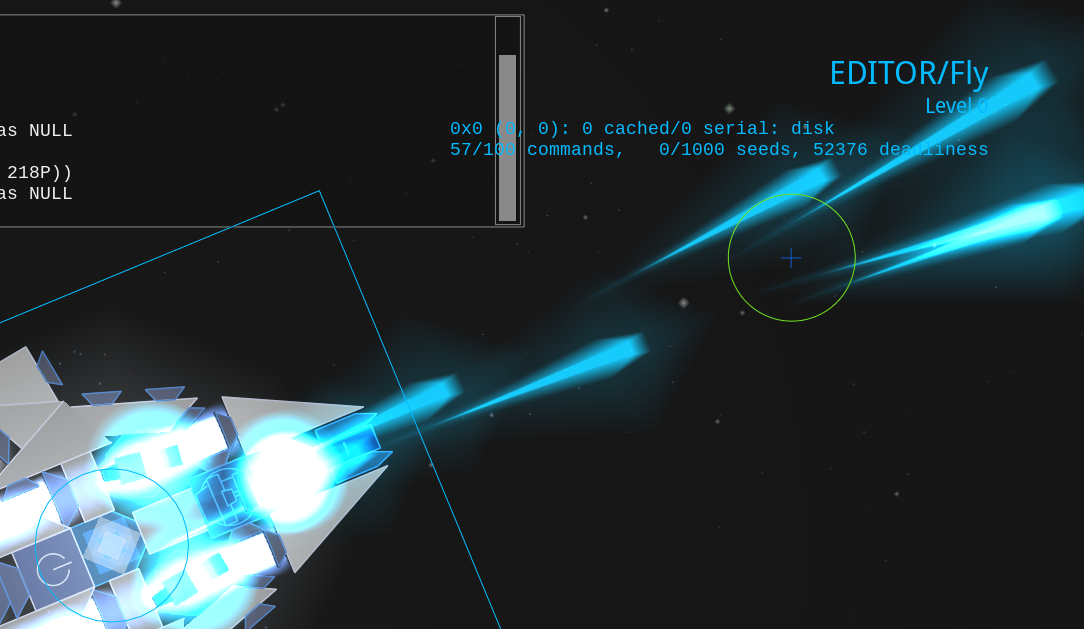 EDITOR/Fly
Level 0
0x0 (0, 0): 0 cached/0 serial: disk
57/100 commands,   0/1000 seeds, 52376 deadliness
as NULL
218P))
as NULL